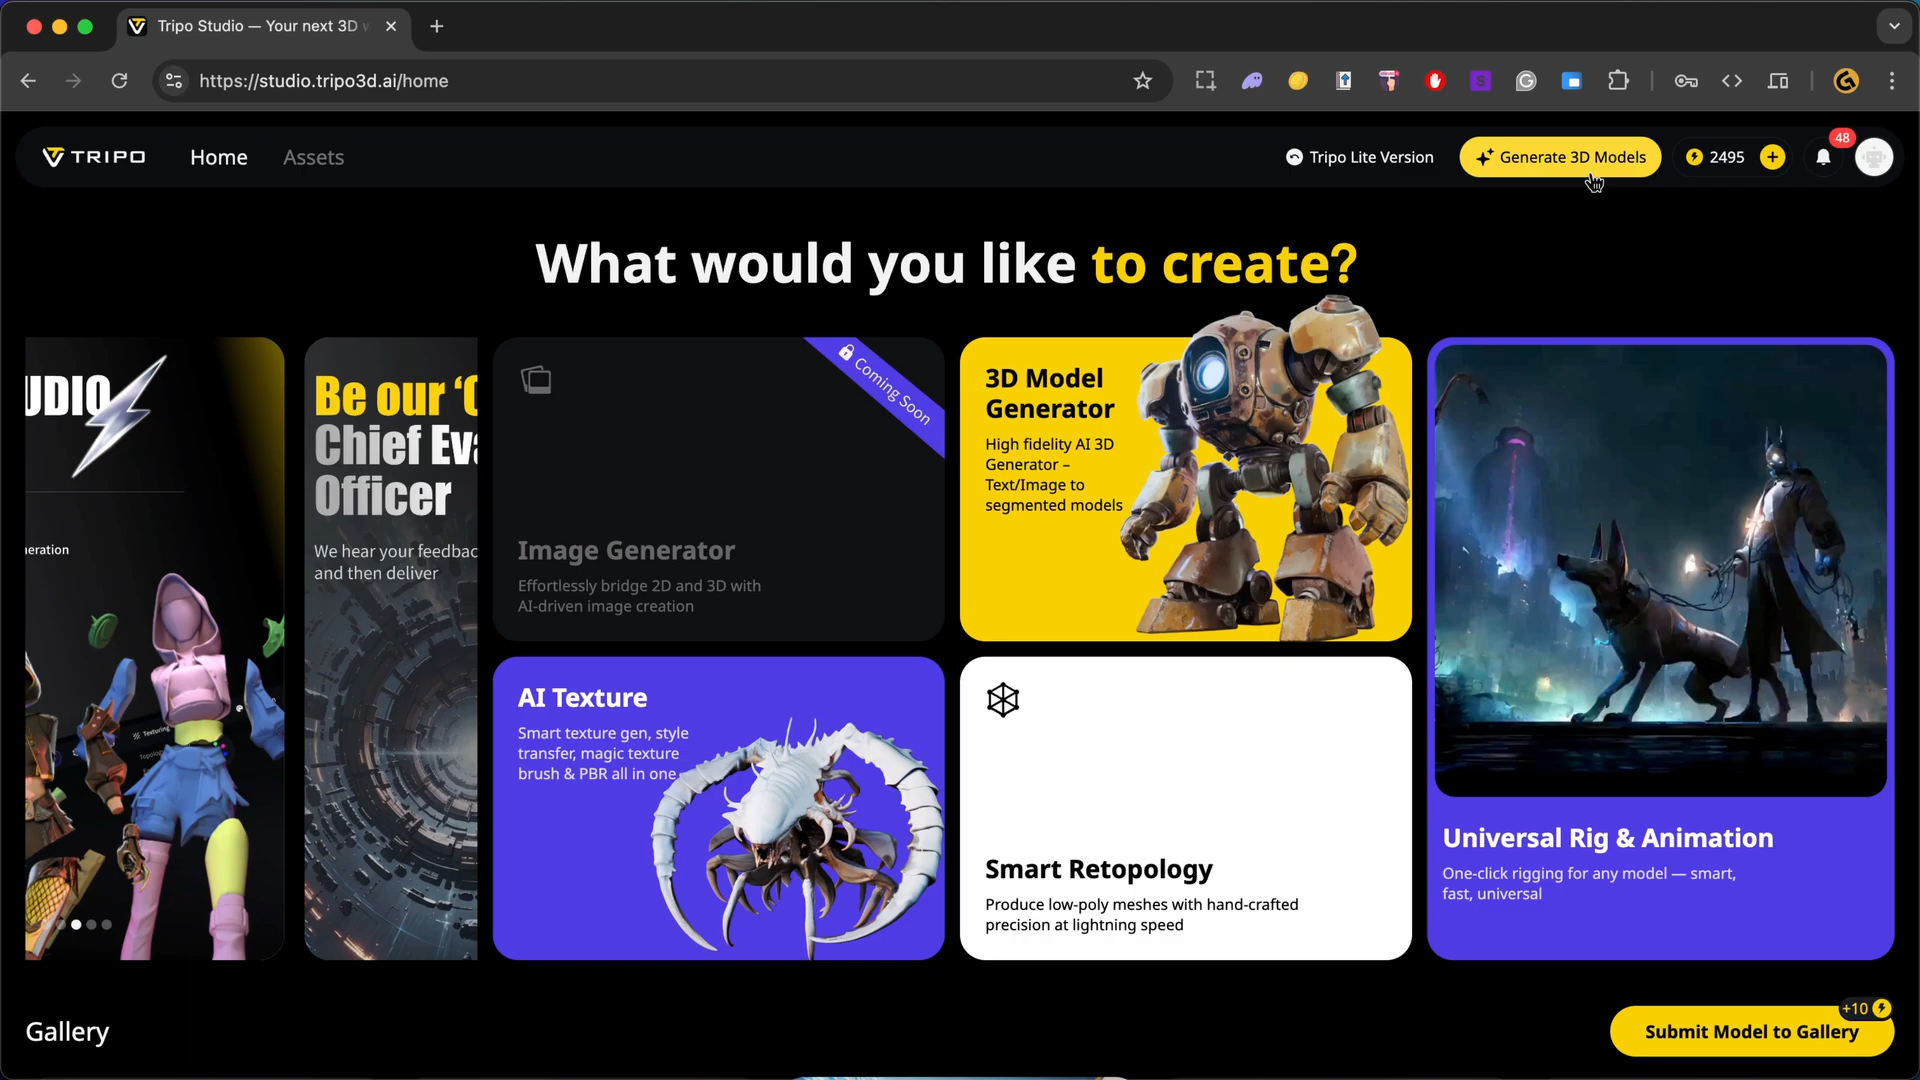 Tripo Studio — Your next 3D
https://studio.tripo3d.ai/home
TRIPO
Home
Assets
Tripo Lite Version
Generate 3D Models
2495
48
What would you like to create?
UDIO
eration
Texturing
Be our ‘C
Chief Eva
Officer
We hear your feedbac
and then deliver
Coming Soon
Image Generator
Effortlessly bridge 2D and 3D with
AI-driven image creation
3D Model
Generator
High fidelity AI 3D
Generator –
Text/Image to
segmented models
AI Texture
Smart texture gen, style
transfer, magic texture
brush & PBR all in one
Smart Retopology
Produce low-poly meshes with hand-crafted
precision at lightning speed
Universal Rig & Animation
One-click rigging for any model — smart,
fast, universal
Gallery
+10
Submit Model to Gallery